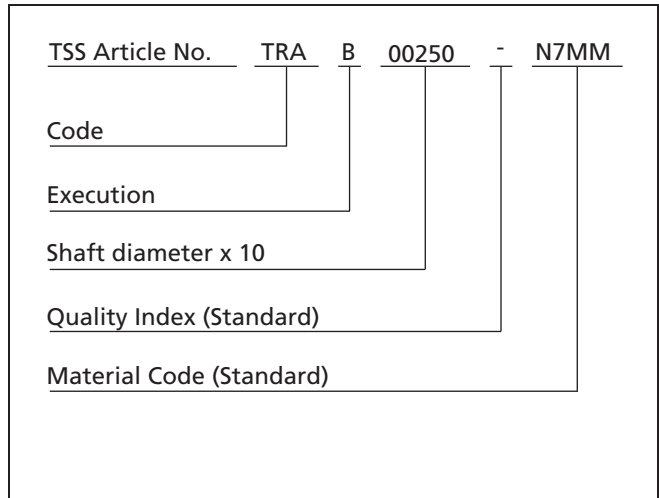 TSS Article No. TRA B 00250 - N7MM
Code
Execution
Shaft diameter x 10
Quality Index (Standard)
Material Code (Standard)